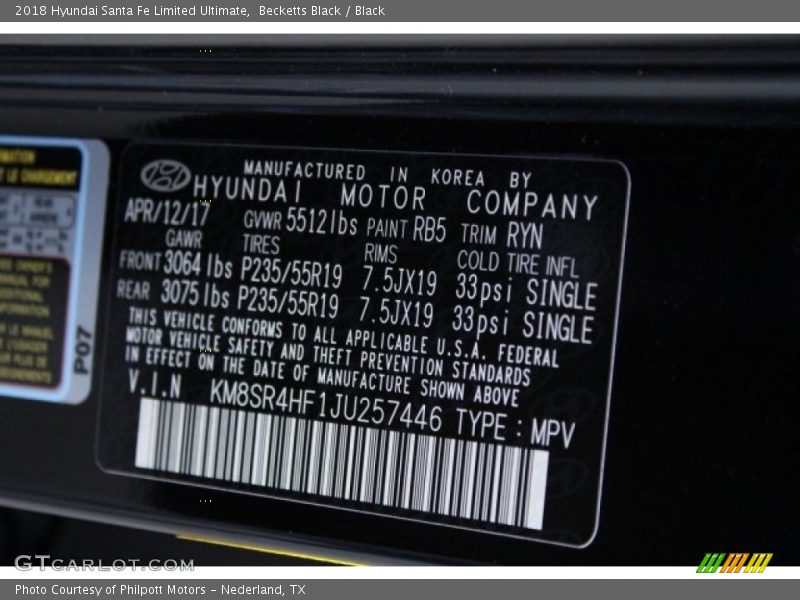 2018 Hyundai Santa Fe Limited Ultimate, Becketts Black / Black
MANUFACTURED IN KOREA BY
HYUNDAI MOTOR COMPANY
APR/12/17 GVWR 5512 lbs PAINT RB5 TRIM RYN
GAWR TIRES RIMS COLD TIRE INFL
FRONT 3064 lbs P235/55R19 7.5JX19 33psi SINGLE
REAR 3075 lbs P235/55R19 7.5JX19 33psi SINGLE
THIS VEHICLE CONFORMS TO ALL APPLICABLE U.S.A. FEDERAL
MOTOR VEHICLE SAFETY AND THEFT PREVENTION STANDARDS
IN EFFECT ON THE DATE OF MANUFACTURE SHOWN ABOVE
V.I.N KM8SR4HF1JU257446 TYPE : MPV
P07
GTCARLOT.COM
Photo Courtesy of Philpott Motors - Nederland, TX